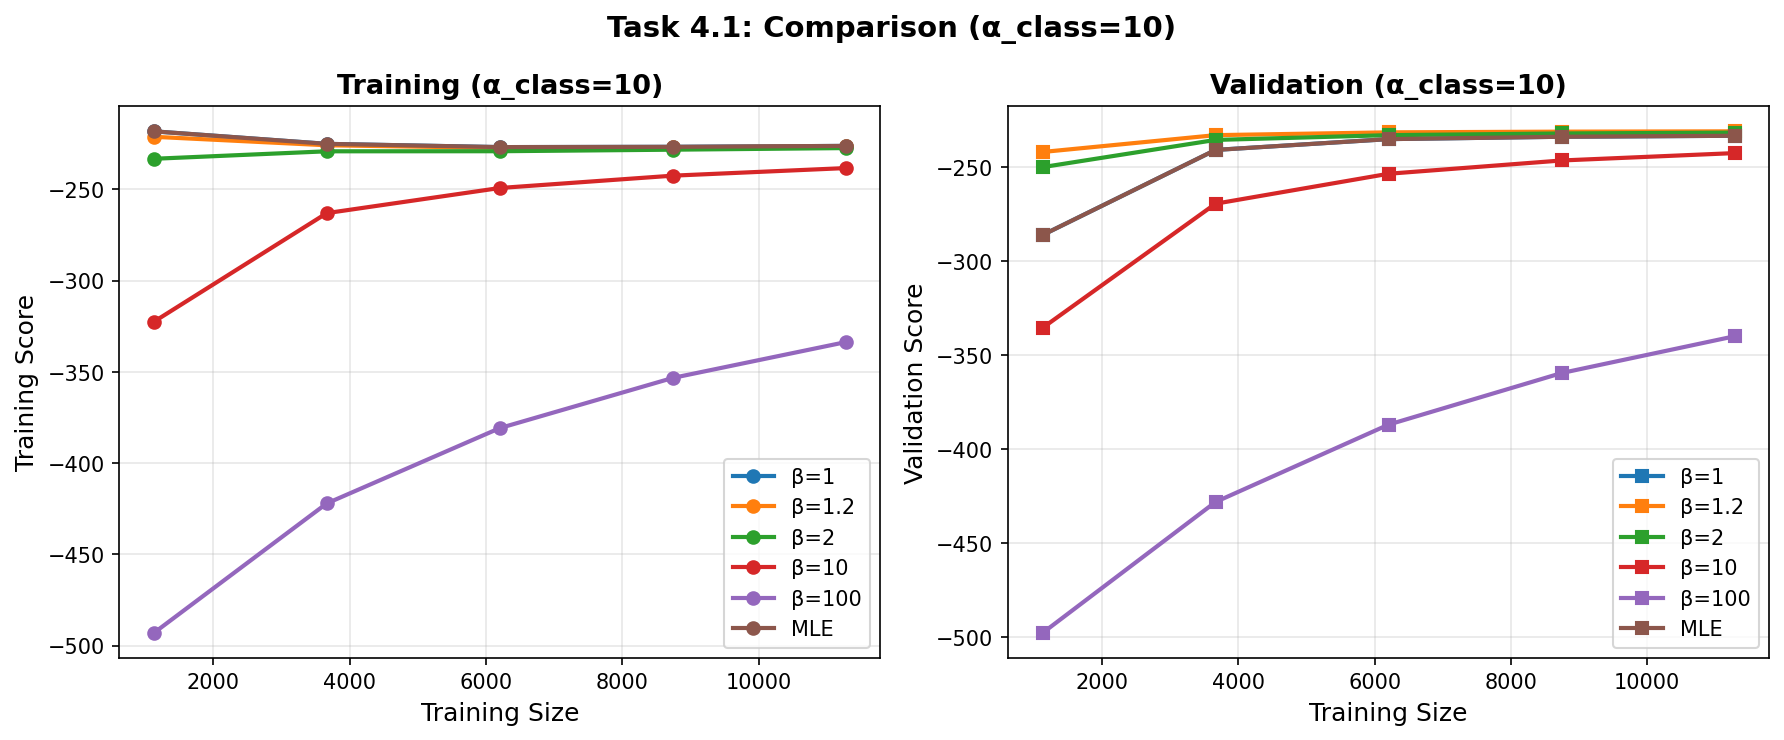 Task 4.1: Comparison (α_class=10)
Training (α_class=10)
Training Score
−250
−300
−350
−400
−450
−500
2000
4000
6000
8000
10000
Training Size
β=1
β=1.2
β=2
β=10
β=100
MLE
Validation (α_class=10)
Validation Score
−250
−300
−350
−400
−450
−500
2000
4000
6000
8000
10000
Training Size
β=1
β=1.2
β=2
β=10
β=100
MLE